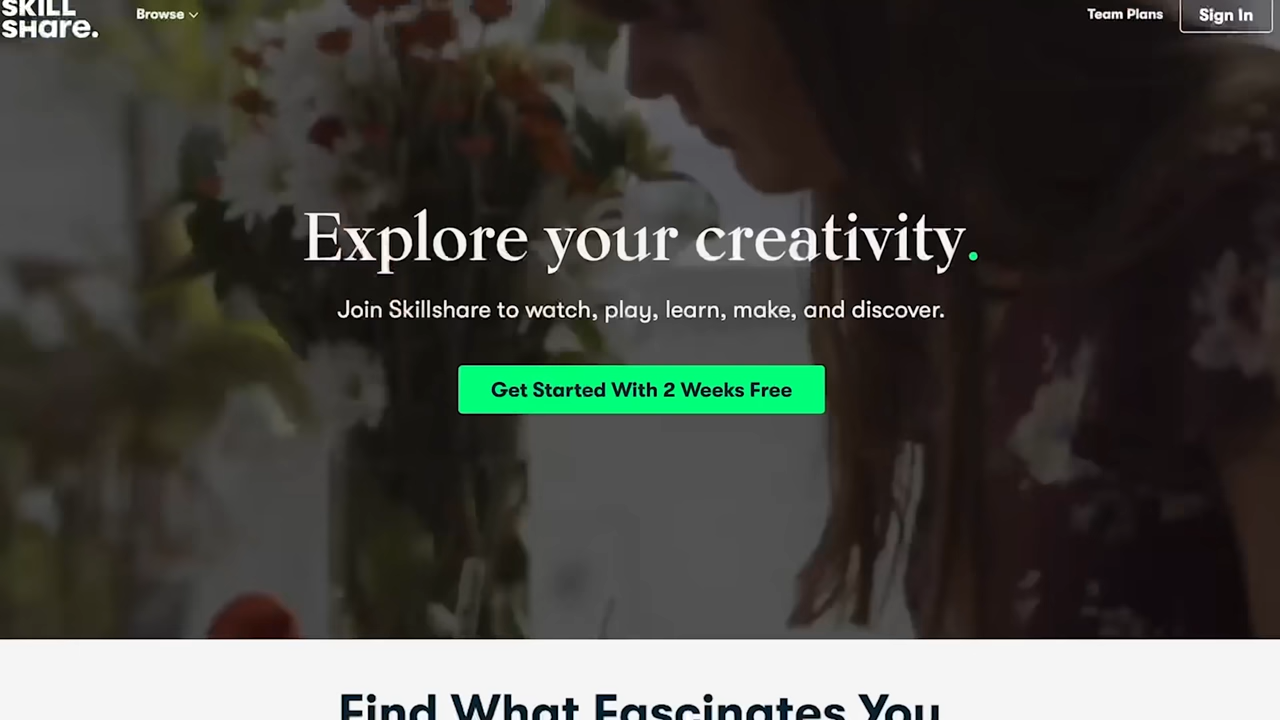 SKILL
SHare.
Browse
Team Plans
Sign In
Explore your creativity.
Join Skillshare to watch, play, learn, make, and discover.
Get Started With 2 Weeks Free
Find What Fascinates You